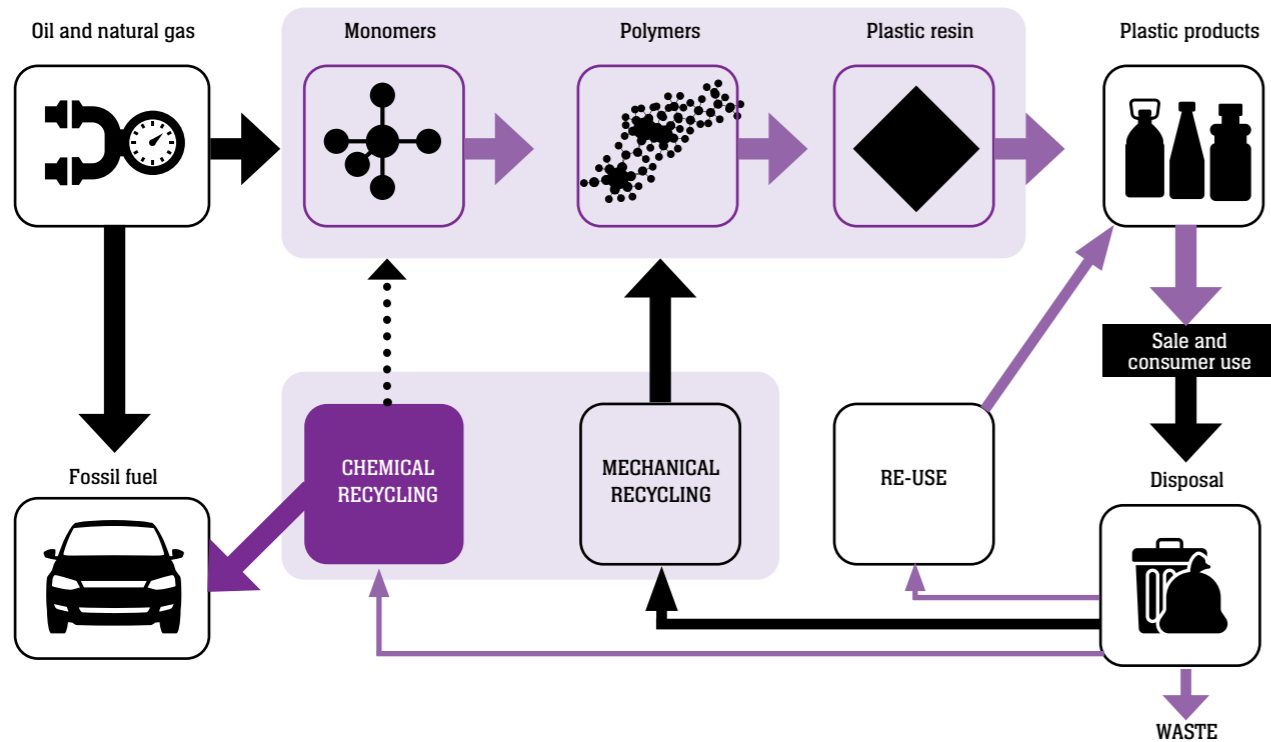 Oil and natural gas
Monomers
Polymers
Plastic resin
Plastic products
Sale and
consumer use
Fossil fuel
CHEMICAL
RECYCLING
MECHANICAL
RECYCLING
RE-USE
Disposal
WASTE